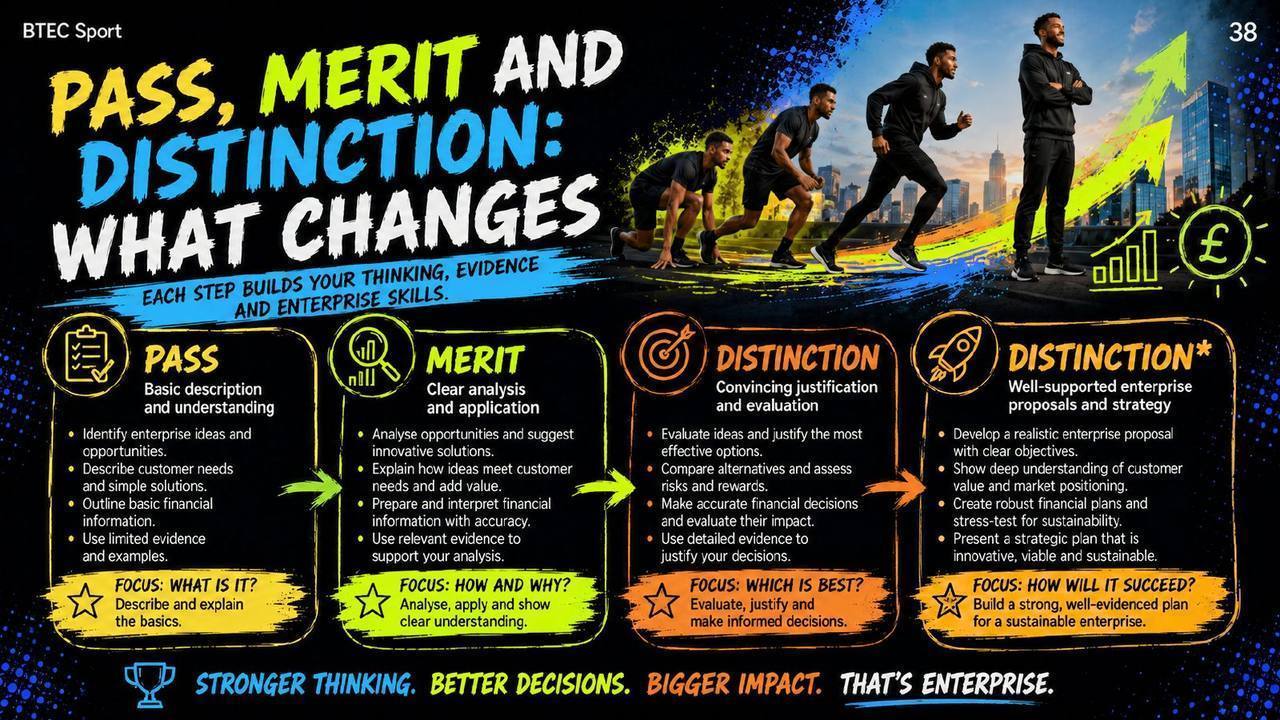 BTEC Sport
38
PASS, MERIT AND
DISTINCTION:
WHAT CHANGES
EACH STEP BUILDS YOUR THINKING, EVIDENCE
AND ENTERPRISE SKILLS.
£
PASS
Basic description
and understanding
• Identify enterprise ideas and
opportunities.
• Describe customer needs
and simple solutions.
• Outline basic financial
information.
• Use limited evidence
and examples.
FOCUS: WHAT IS IT?
Describe and explain
the basics.
MERIT
Clear analysis
and application
• Analyse opportunities and suggest
innovative solutions.
• Explain how ideas meet customer
needs and add value.
• Prepare and interpret financial
information with accuracy.
• Use relevant evidence to
support your analysis.
FOCUS: HOW AND WHY?
Analyse, apply and show
clear understanding.
DISTINCTION
Convincing justification
and evaluation
• Evaluate ideas and justify the most
effective options.
• Compare alternatives and assess
risks and rewards.
• Make accurate financial decisions
and evaluate their impact.
• Use detailed evidence to
justify your decisions.
FOCUS: WHICH IS BEST?
Evaluate, justify and
make informed decisions.
DISTINCTION*
Well-supported enterprise
proposals and strategy
• Develop a realistic enterprise proposal
with clear objectives.
• Show deep understanding of customer
value and market positioning.
• Create robust financial plans and
stress-test for sustainability.
• Present a strategic plan that is
innovative, viable and sustainable.
FOCUS: HOW WILL IT SUCCEED?
Build a strong, well-evidenced plan
for a sustainable enterprise.
STRONGER THINKING. BETTER DECISIONS. BIGGER IMPACT. THAT'S ENTERPRISE.